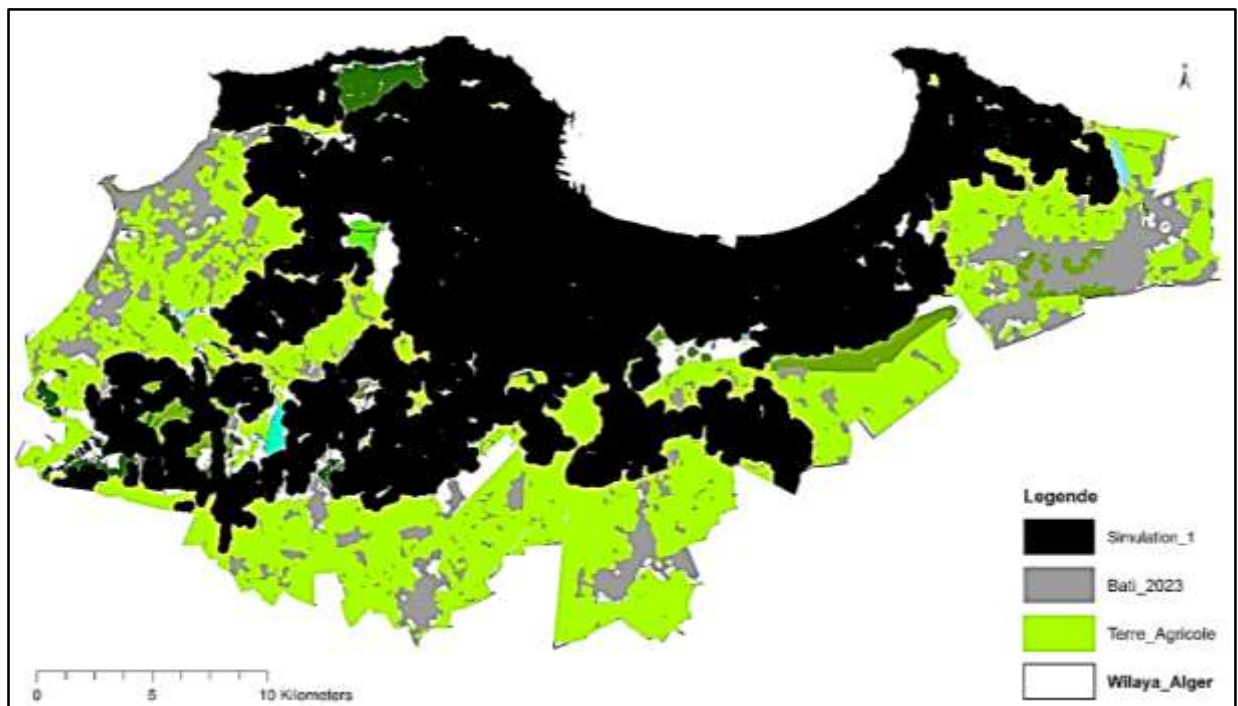 Legende
Simulation_1
Bati_2023
Terre_Agricole
Wilaya_Alger
0 5 10 Kilometers